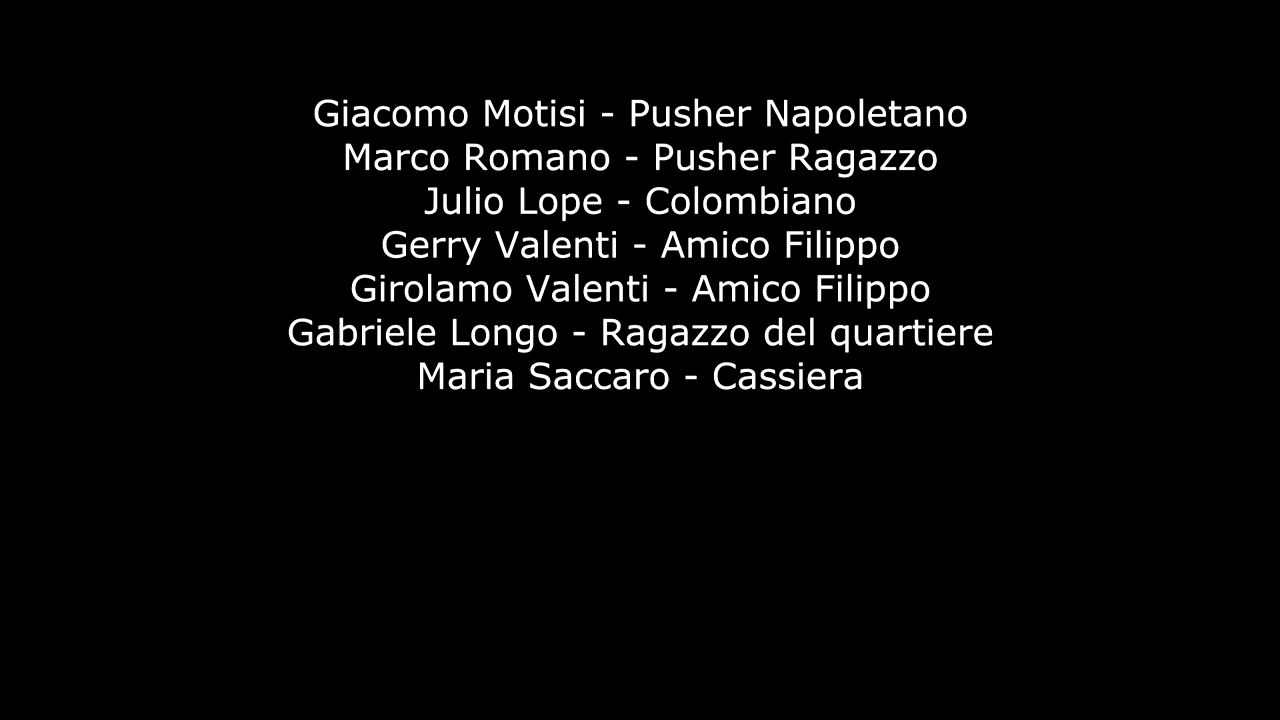 Giacomo Motisi - Pusher Napoletano
Marco Romano - Pusher Ragazzo
Julio Lope - Colombiano
Gerry Valenti - Amico Filippo
Girolamo Valenti - Amico Filippo
Gabriele Longo - Ragazzo del quartiere
Maria Saccaro - Cassiera